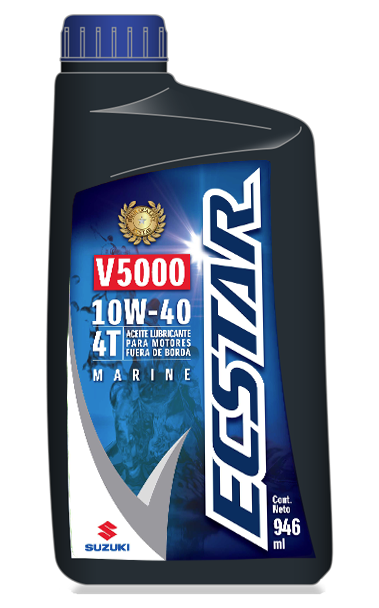 V5000
10W-40
4T
ACEITE LUBRICANTE
PARA MOTORES
FUERA DE BORDA
MARINE
ECSTAR
Cont.
Neto
946
ml
SUZUKI